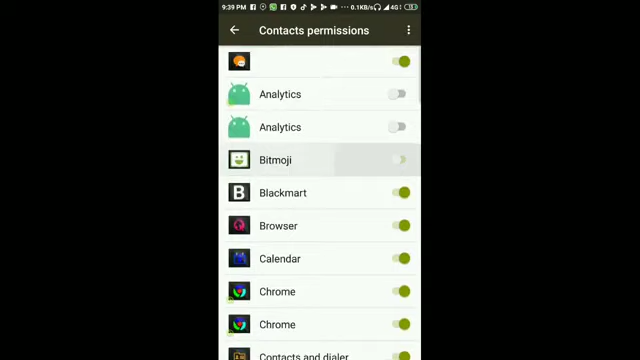 9:39 PM ... 0.1KB/s 4G
Contacts permissions
Analytics
Analytics
Bitmoji
B Blackmart
Browser
Calendar
Chrome
Chrome
Contacts and dialer